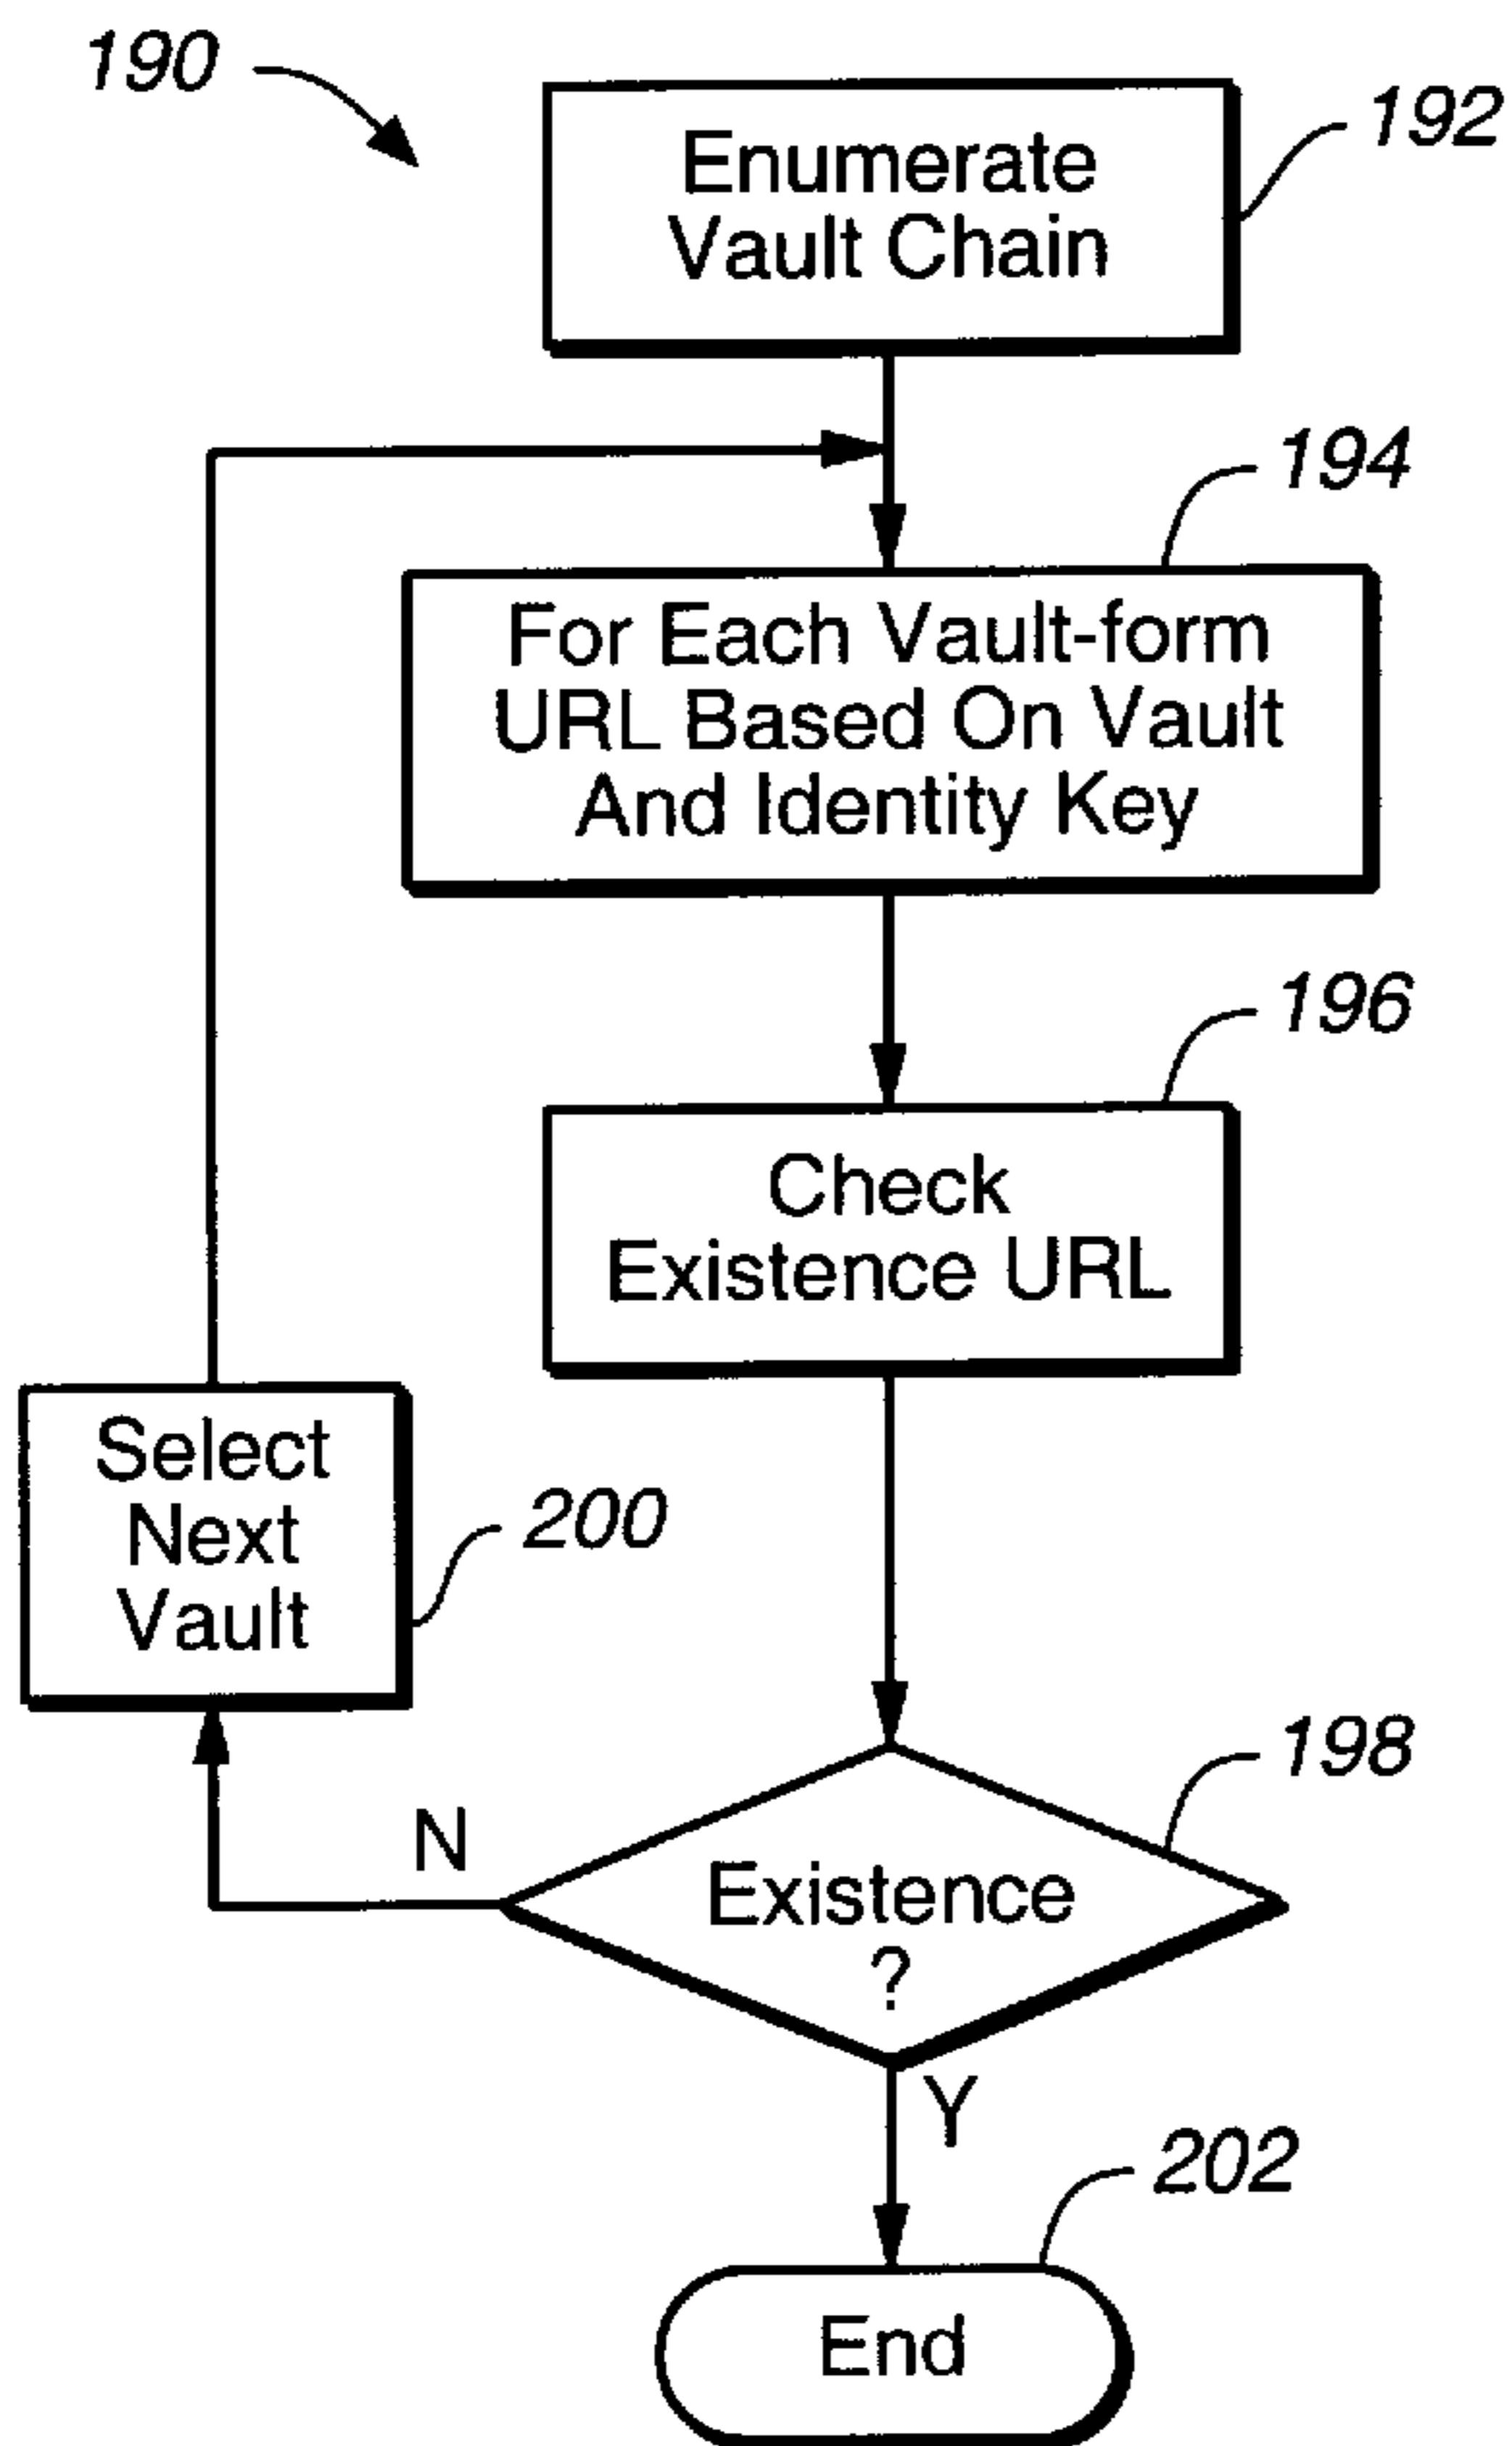 190
192
Enumerate
Vault Chain
194
For Each Vault-form
URL Based On Vault
And Identity Key
196
Check
Existence URL
Select
Next
Vault
200
198
N
Existence
?
Y
202
End